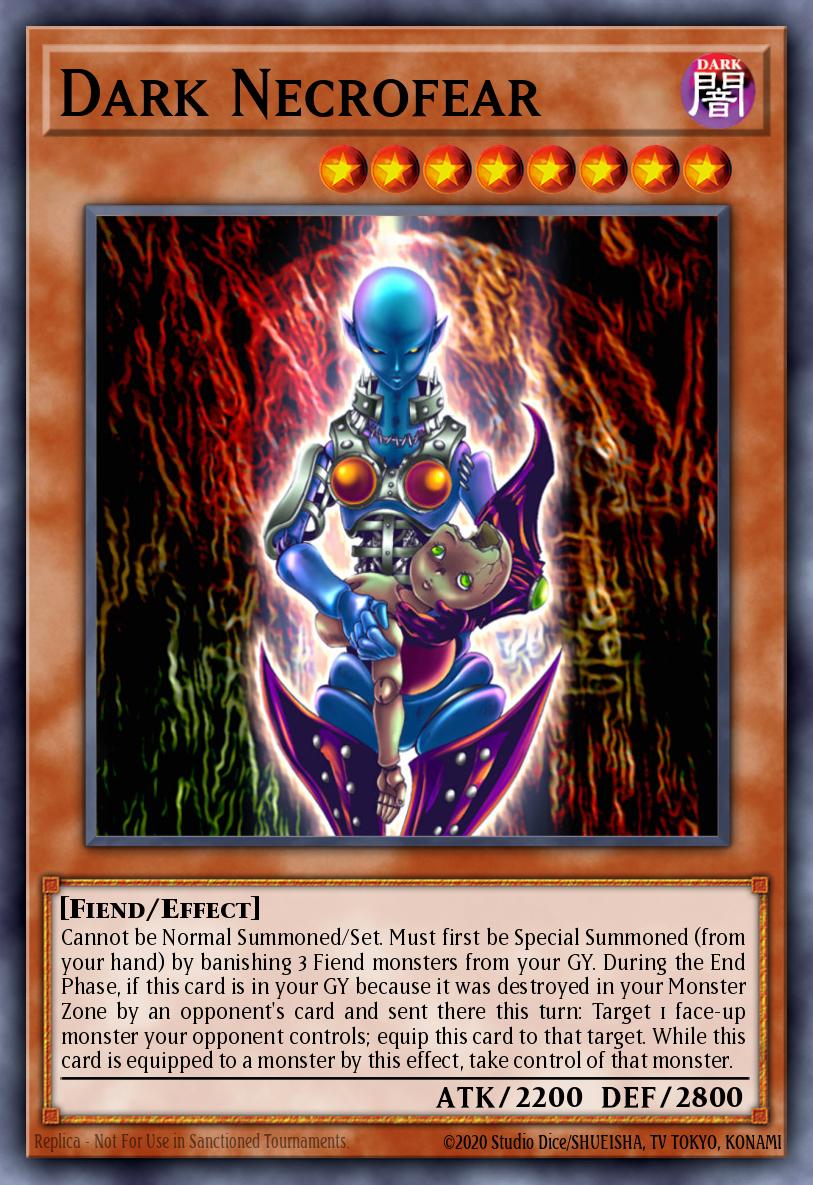 Dark Necrofear
DARK
闇
[Fiend/Effect]
Cannot be Normal Summoned/Set. Must first be Special Summoned (from
your hand) by banishing 3 Fiend monsters from your GY. During the End
Phase, if this card is in your GY because it was destroyed in your Monster
Zone by an opponent's card and sent there this turn: Target 1 face-up
monster your opponent controls; equip this card to that target. While this
card is equipped to a monster by this effect, take control of that monster.
ATK/2200 DEF/2800
Replica - Not For Use in Sanctioned Tournaments.
©2020 Studio Dice/SHUEISHA, TV TOKYO, KONAMI